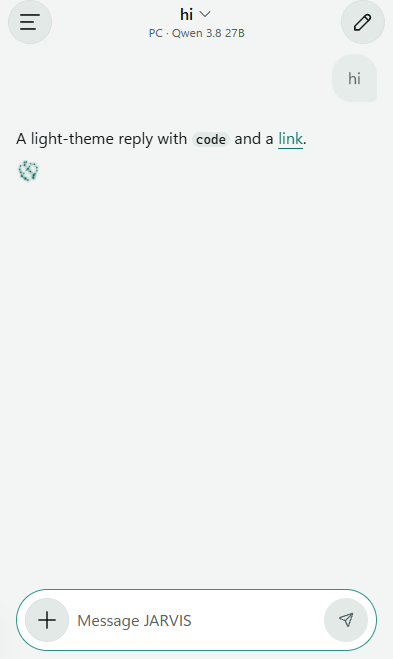 hi
PC · Qwen 3.8 27B
hi
A light-theme reply with code and a link.
Message JARVIS